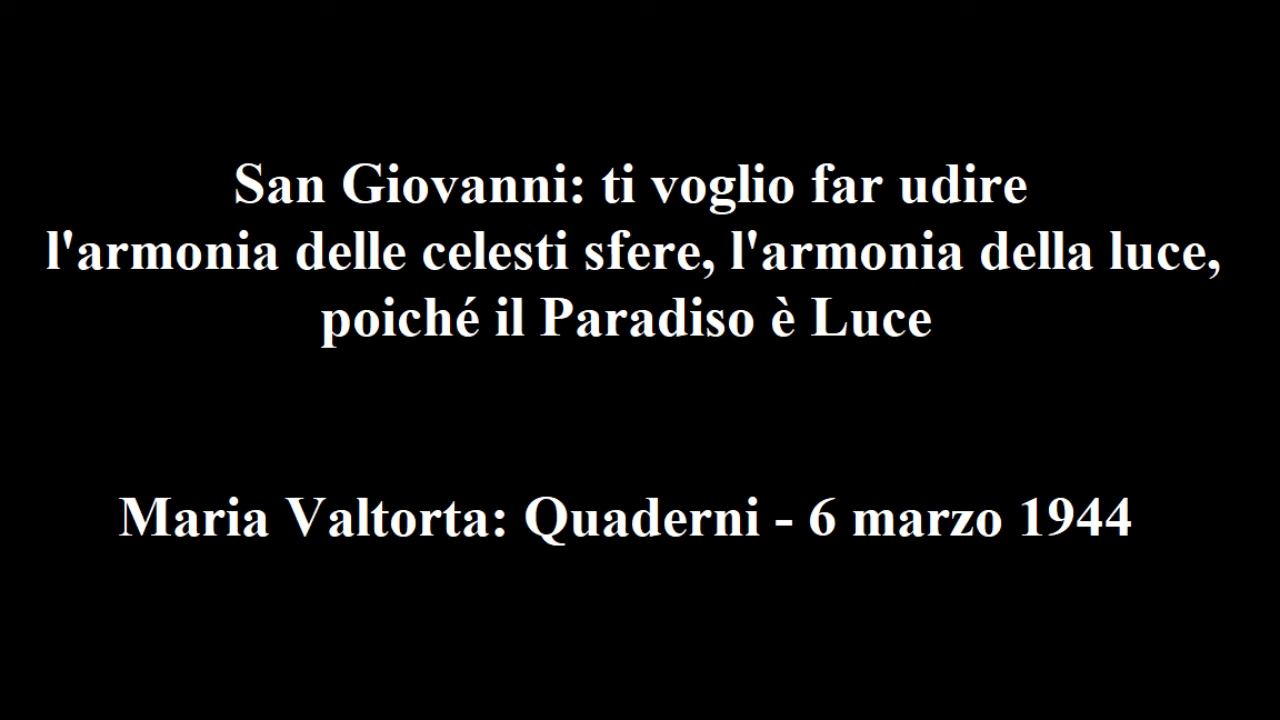 San Giovanni: ti voglio far udire
l'armonia delle celesti sfere, l'armonia della luce,
poiché il Paradiso è Luce
Maria Valtorta: Quaderni - 6 marzo 1944